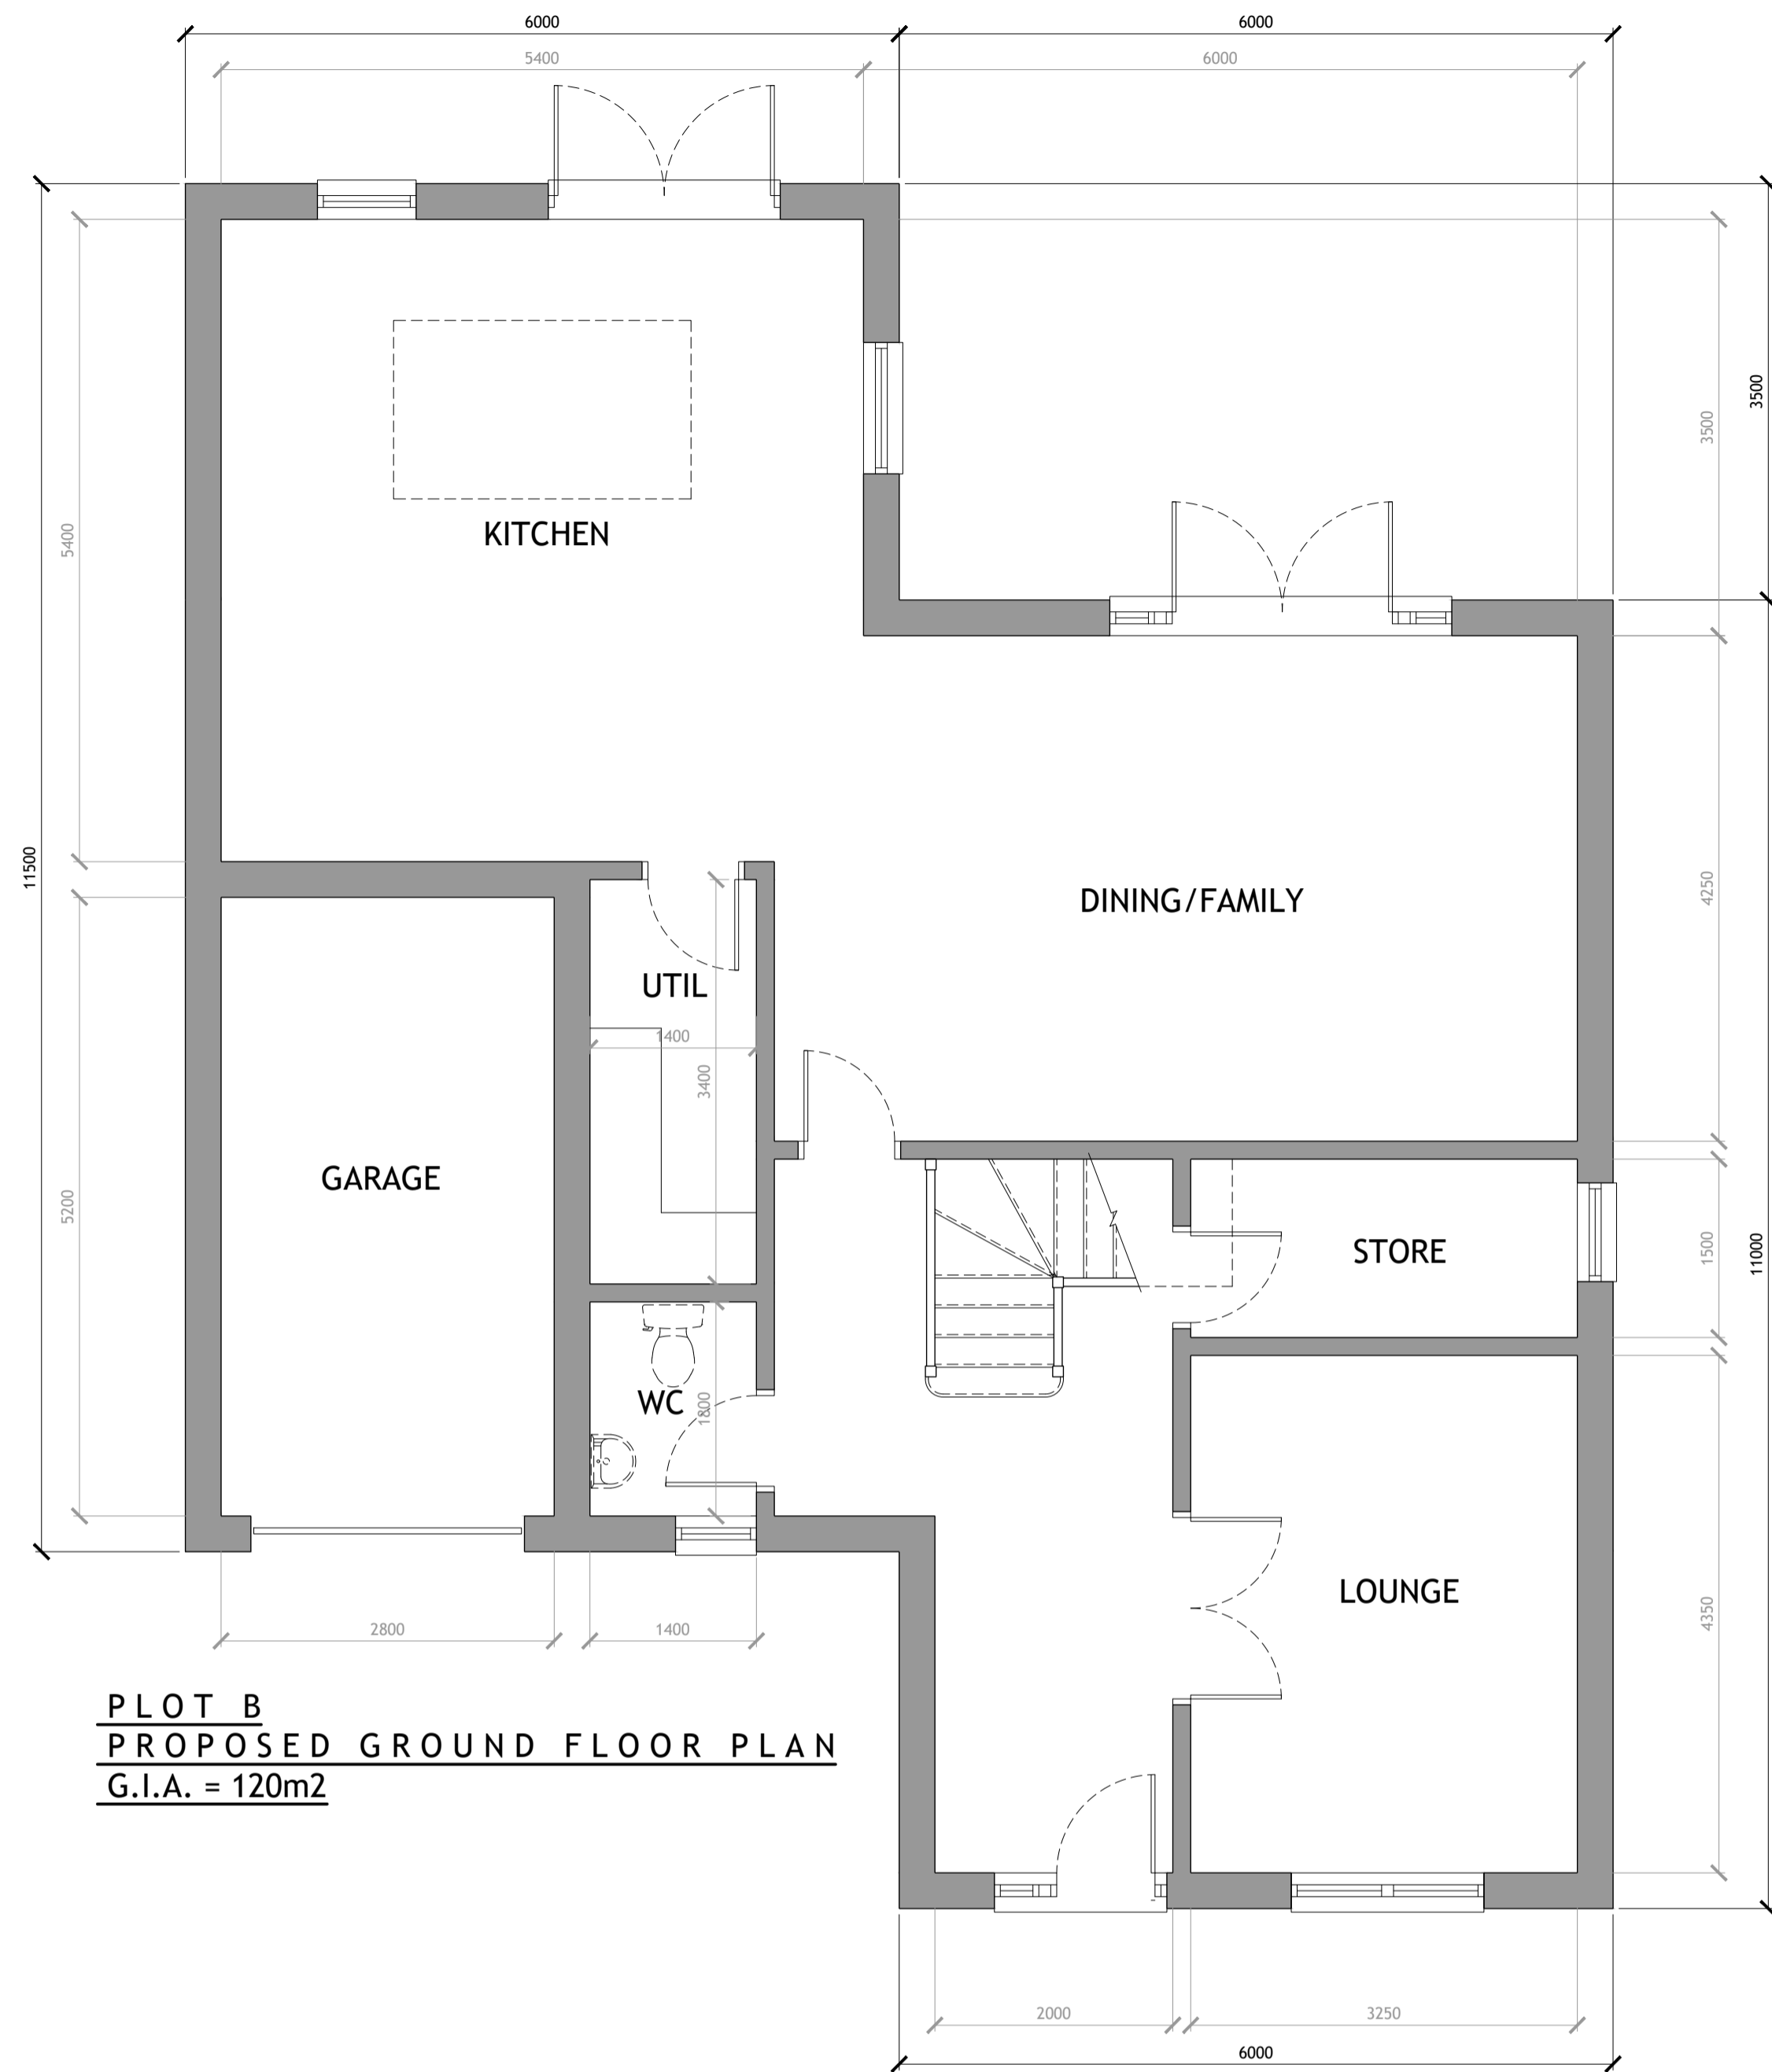 6000 6000
5400 6000
3500
3500
KITCHEN
5400
11500
DINING/FAMILY
4250
UTIL
1400
3400
GARAGE
5200
STORE
1500
11000
WC
1800
LOUNGE
4350
2800 1400
PLOT B
PROPOSED GROUND FLOOR PLAN
G.I.A. = 120m2
2000 3250
6000